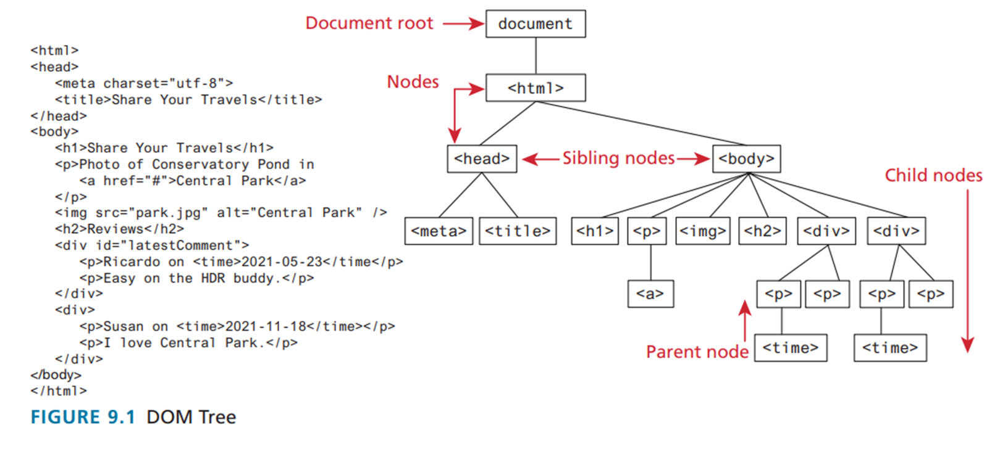 Document root
document
<html>
<head>
<meta charset="utf-8">
<title>Share Your Travels</title>
</head>
<body>
<h1>Share Your Travels</h1>
<p>Photo of Conservatory Pond in
<a href="#">Central Park</a>
</p>
<img src="park.jpg" alt="Central Park" />
<h2>Reviews</h2>
<div id="latestComment">
<p>Ricardo on <time>2021-05-23</time</p>
<p>Easy on the HDR buddy.</p>
</div>
<div>
<p>Susan on <time>2021-11-18</time></p>
<p>I love Central Park.</p>
</div>
</body>
</html>
Nodes
<html>
<head>
Sibling nodes
<body>
Child nodes
<meta>
<title>
<h1>
<p>
<img>
<h2>
<div>
<div>
<a>
<p>
<p>
<p>
<p>
Parent node
<time>
<time>
FIGURE 9.1 DOM Tree